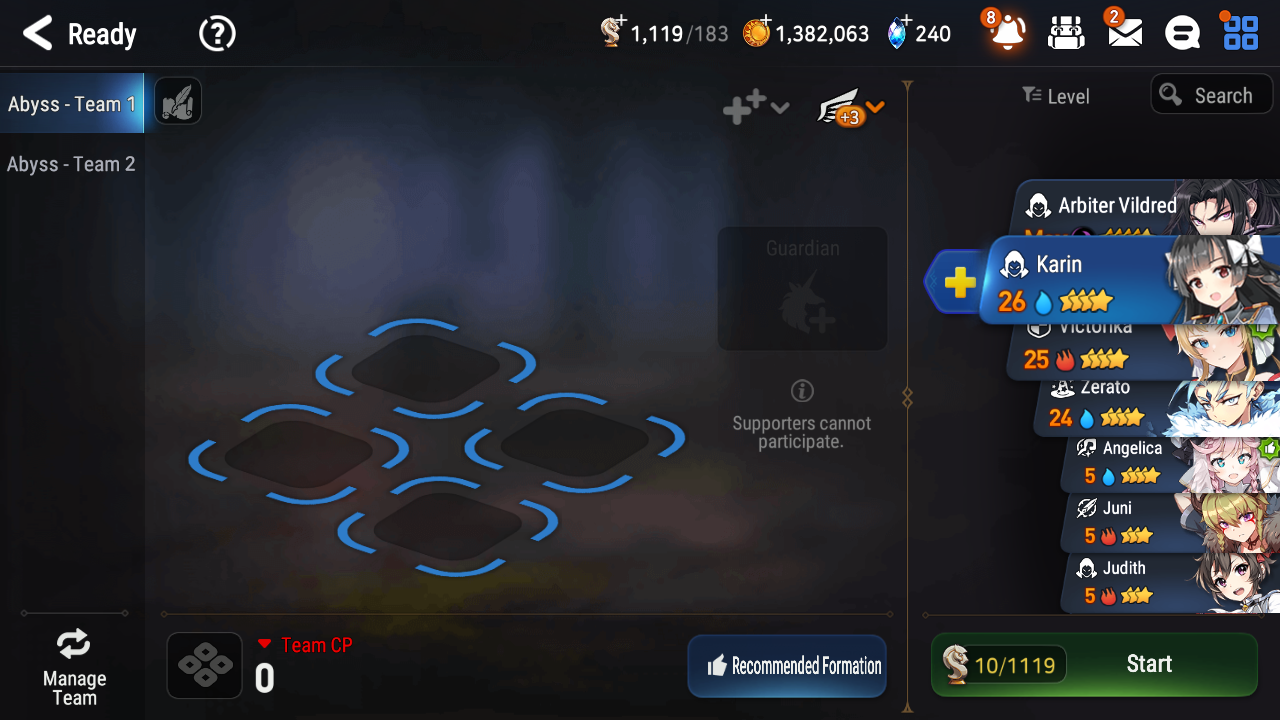 Ready
?
1,119/183
1,382,063
240
8
2
Abyss - Team 1
Abyss - Team 2
+3
Level
Search
Guardian
Supporters cannot
participate.
Arbiter Vildred
Max
Karin
26
Victorika
25
Zerato
24
Angelica
5
Juni
5
Judith
5
Manage
Team
Team CP
0
Recommended Formation
10/1119
Start